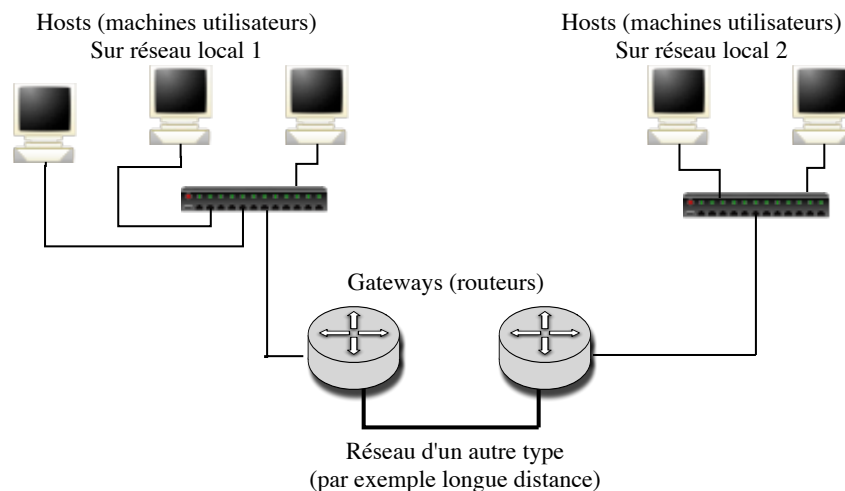 Hosts (machines utilisateurs)
Sur réseau local 1
Hosts (machines utilisateurs)
Sur réseau local 2
Gateways (routeurs)
Réseau d'un autre type
(par exemple longue distance)